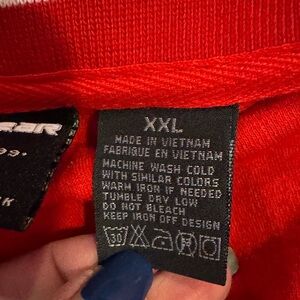 XXL
MADE IN VIETNAM
FABRIQUE EN VIETNAM
MACHINE WASH COLD
WITH SIMILAR COLORS
WARM IRON IF NEEDED
TUMBLE DRY LOW
DO NOT BLEACH
KEEP IRON OFF DESIGN
30